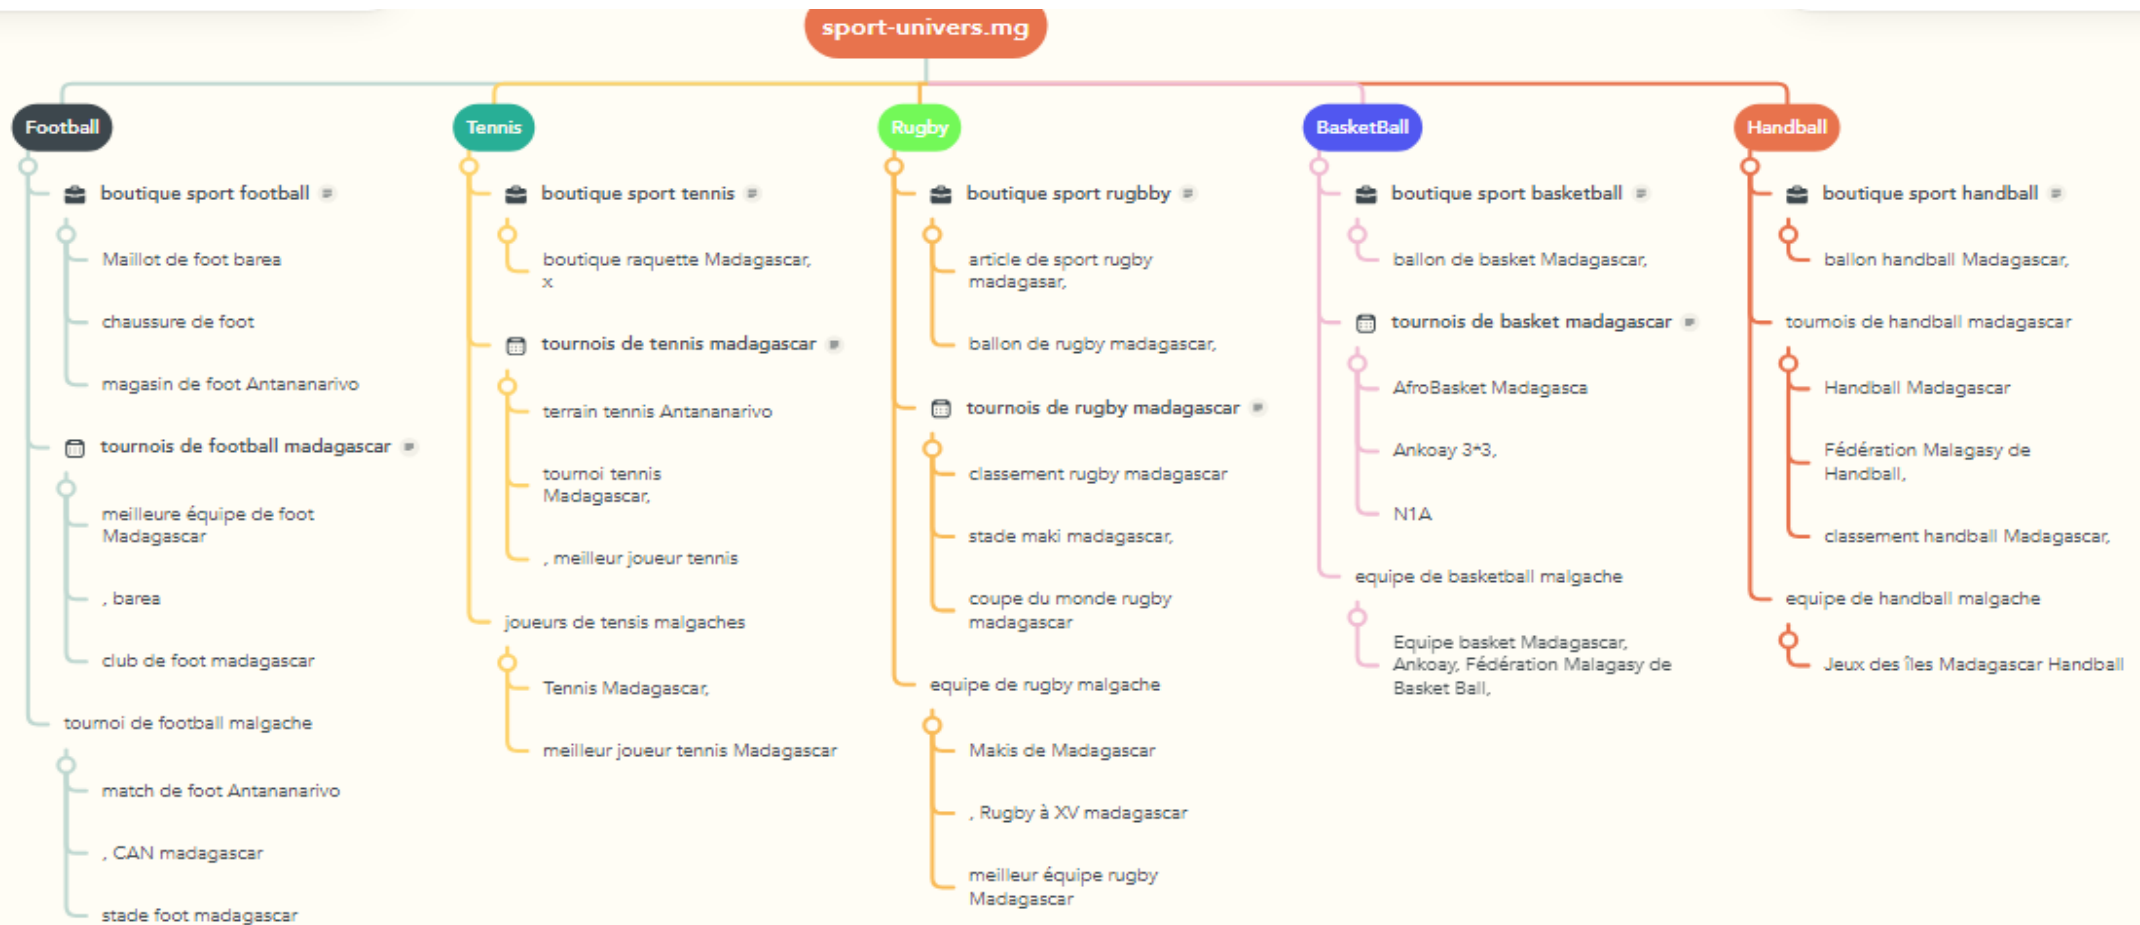 sport-univers.mg
Football
boutique sport football
Maillot de foot barea
chaussure de foot
magasin de foot Antananarivo
tournois de football madagascar
meilleure équipe de foot
Madagascar
, barea
club de foot madagascar
tournoi de football malgache
match de foot Antananarivo
, CAN madagascar
stade foot madagascar
Tennis
boutique sport tennis
boutique raquette Madagascar,
x
tournois de tennis madagascar
terrain tennis Antananarivo
tournoi tennis
Madagascar,
, meilleur joueur tennis
joueurs de tensis malgaches
Tennis Madagascar,
meilleur joueur tennis Madagascar
Rugby
boutique sport rugbby
article de sport rugby
madagasar,
ballon de rugby madagascar,
tournois de rugby madagascar
classement rugby madagascar
stade maki madagascar,
coupe du monde rugby
madagascar
equipe de rugby malgache
Makis de Madagascar
, Rugby à XV madagascar
meilleur équipe rugby
Madagascar
BasketBall
boutique sport basketball
ballon de basket Madagascar,
tournois de basket madagascar
AfroBasket Madagasca
Ankoay 3*3,
N1A
equipe de basketball malgache
Equipe basket Madagascar,
Ankoay, Fédération Malagasy de
Basket Ball,
Handball
boutique sport handball
ballon handball Madagascar,
tournois de handball madagascar
Handball Madagascar
Fédération Malagasy de
Handball,
classement handball Madagascar,
equipe de handball malgache
Jeux des îles Madagascar Handball